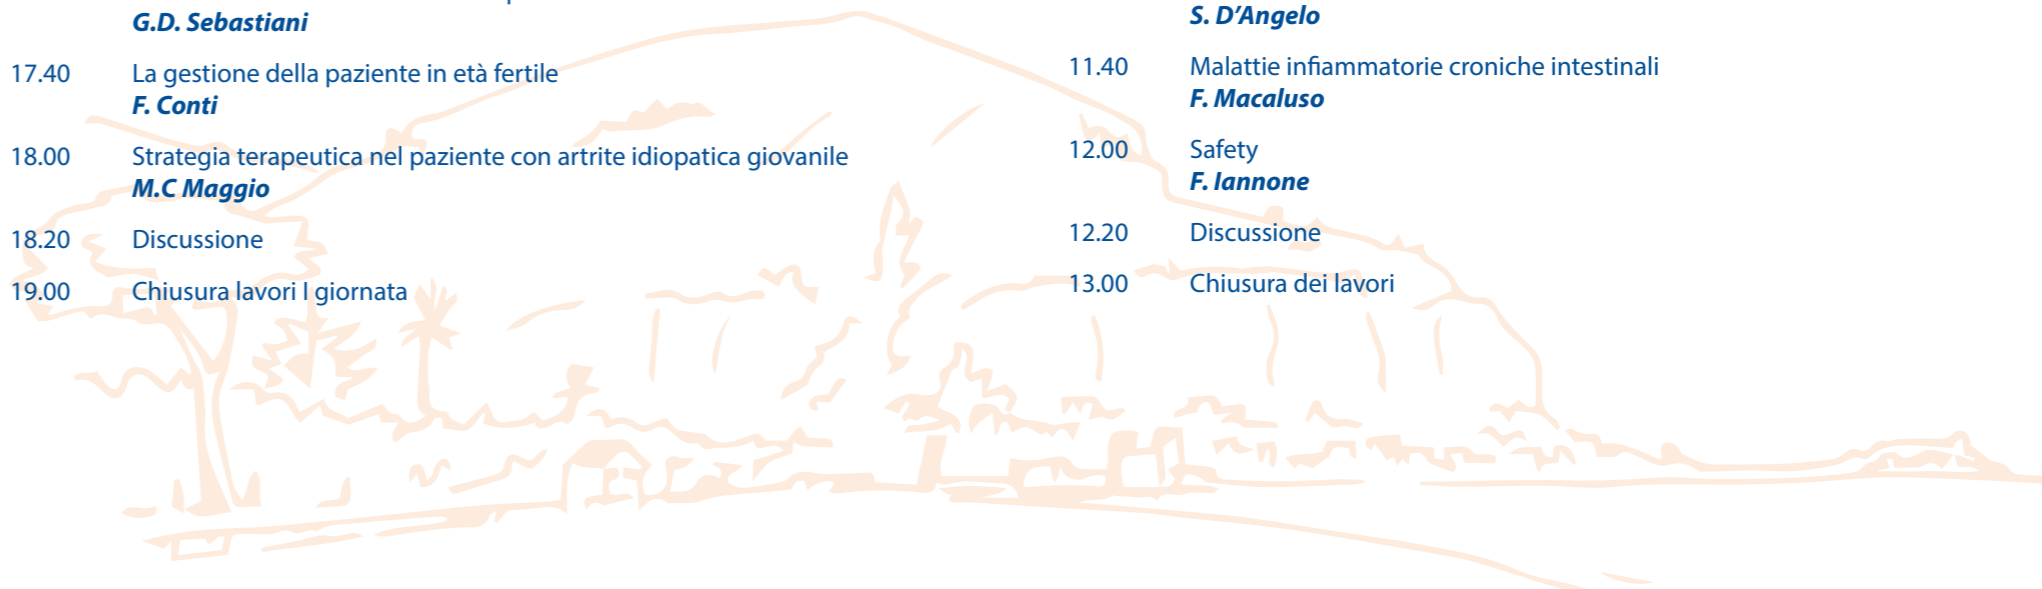 G.D. Sebastiani
17.40 La gestione della paziente in età fertile
F. Conti
18.00 Strategia terapeutica nel paziente con artrite idiopatica giovanile
M.C Maggio
18.20 Discussione
19.00 Chiusura lavori I giornata
S. D'Angelo
11.40 Malattie infiammatorie croniche intestinali
F. Macaluso
12.00 Safety
F. Iannone
12.20 Discussione
13.00 Chiusura dei lavori